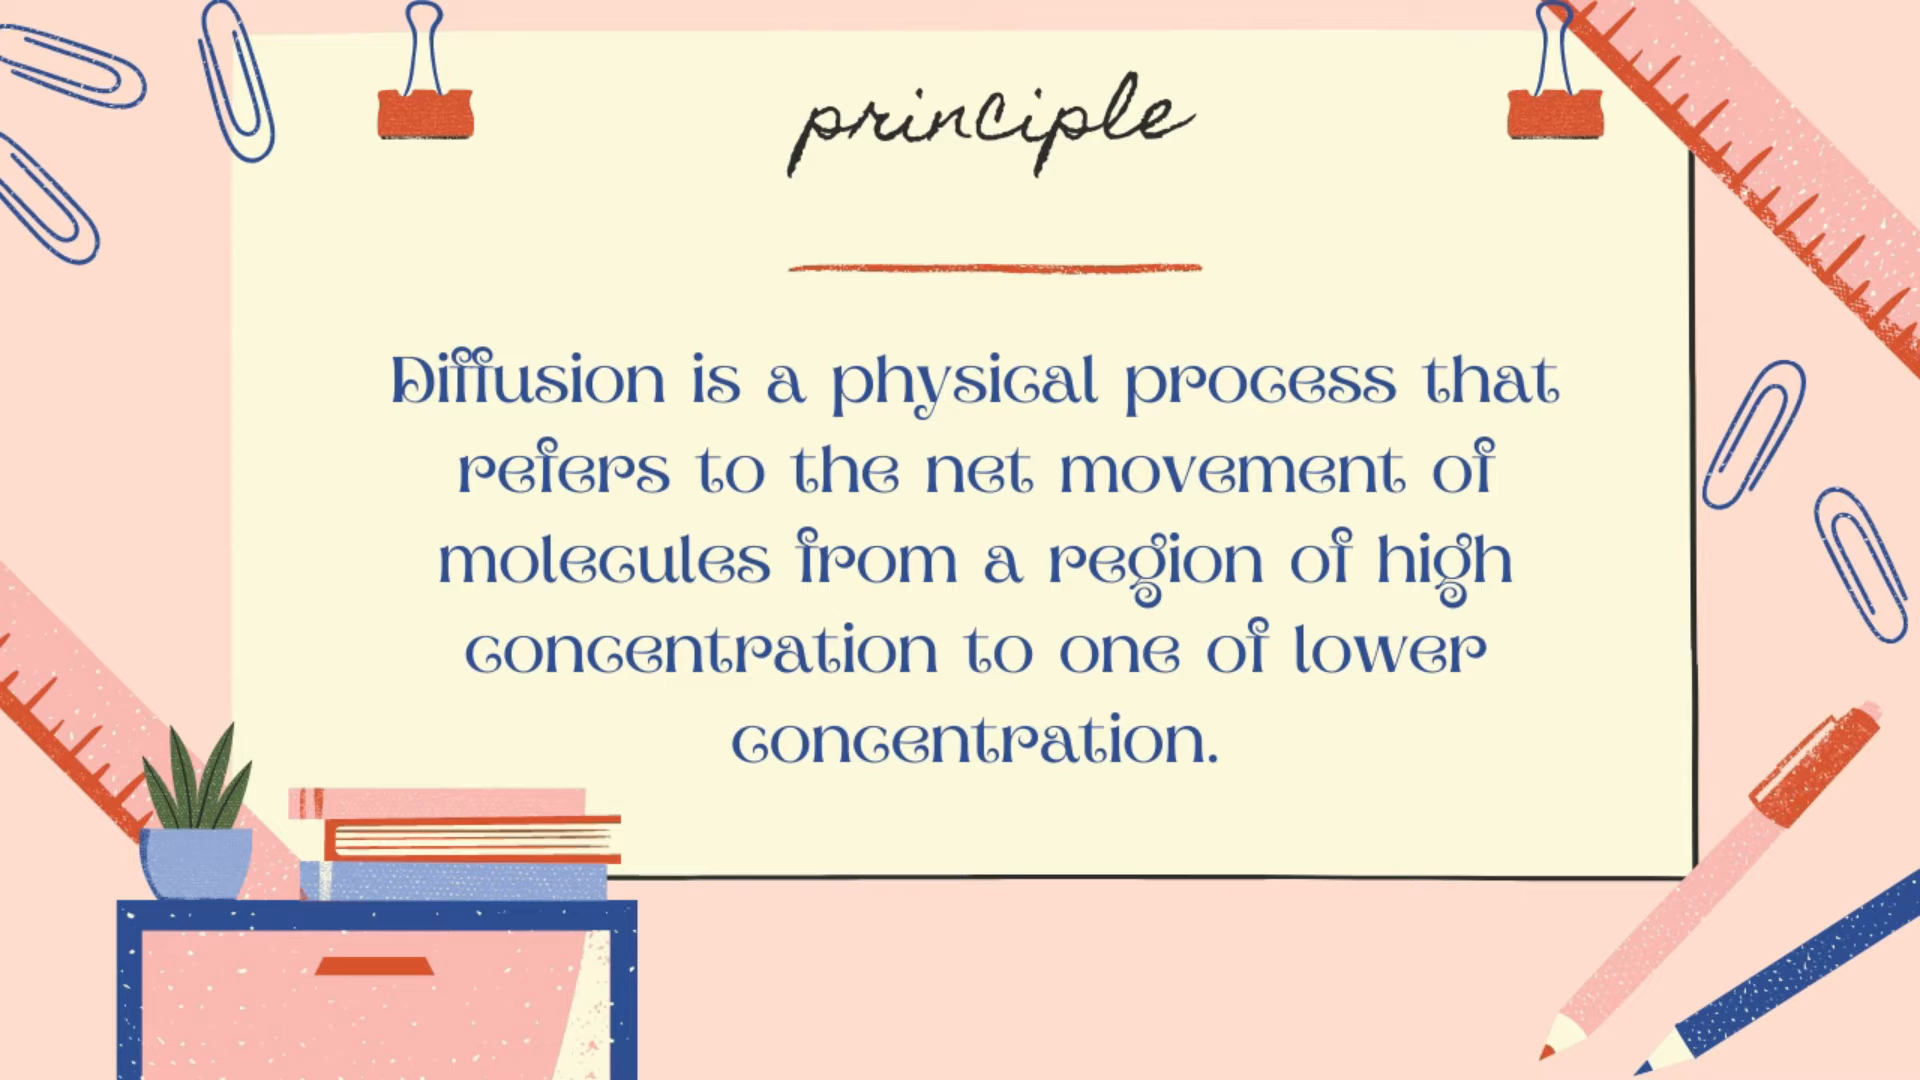 principle
Diffusion is a physical process that
refers to the net movement of
molecules from a region of high
concentration to one of lower
concentration.